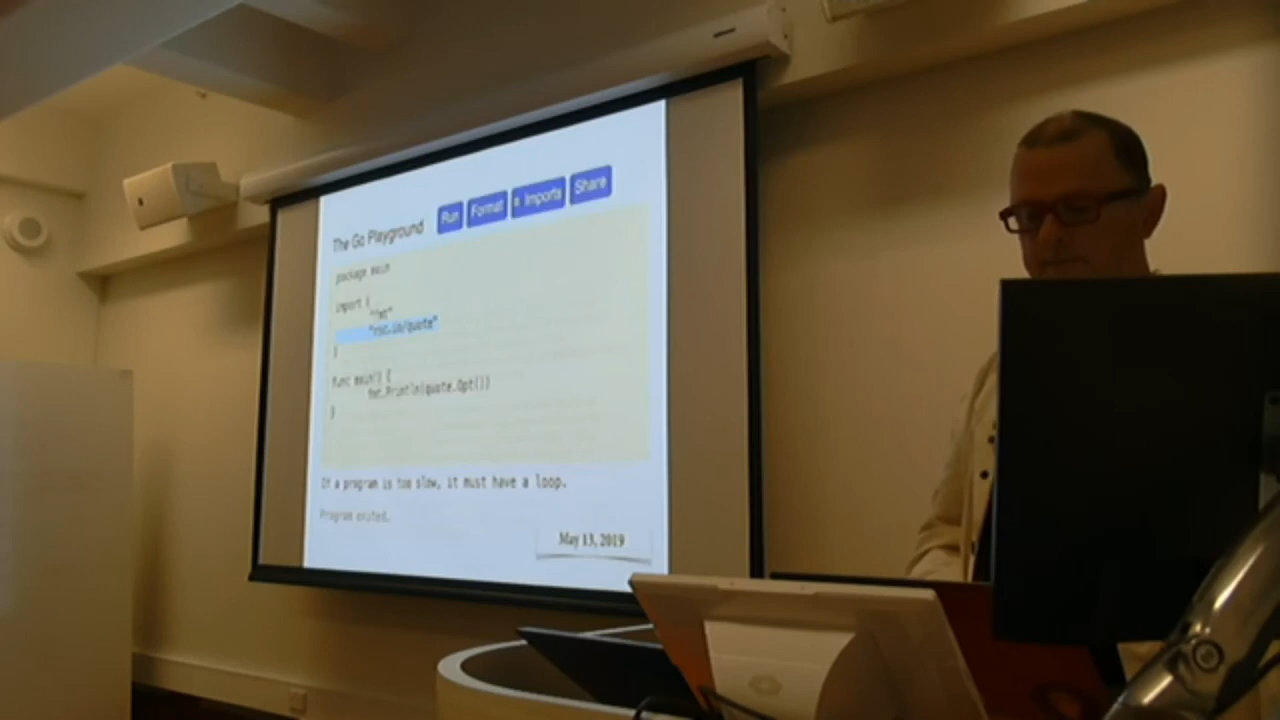 The Go Playground
Run
Format
Imports
Share
package main
import (
"fmt"
"rsc.io/quote"
)
func main() {
fmt.Println(quote.Opt())
}
If a program is too slow, it must have a loop.
Program exited.
May 13, 2019